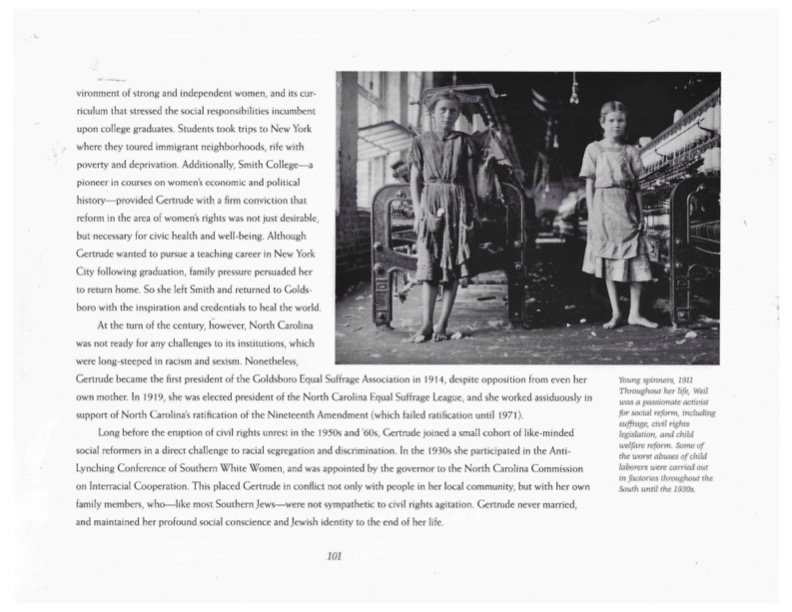 vironment of strong and independent women, and its cur-
riculum that stressed the social responsibilities incumbent
upon college graduates. Students took trips to New York
where they toured immigrant neighborhoods, rife with
poverty and deprivation. Additionally, Smith College—a
pioneer in courses on women's economic and political
history—provided Gertrude with a firm conviction that
reform in the area of women's rights was not just desirable,
but necessary for civic health and well-being. Although
Gertrude wanted to pursue a teaching career in New York
City following graduation, family pressure persuaded her
to return home. So she left Smith and returned to Golds-
boro with the inspiration and credentials to heal the world.
At the turn of the century, however, North Carolina
was not ready for any challenges to its institutions, which
were long-steeped in racism and sexism. Nonetheless,
Gertrude became the first president of the Goldsboro Equal Suffrage Association in 1914, despite opposition from even her
own mother. In 1919, she was elected president of the North Carolina Equal Suffrage League, and she worked assiduously in
support of North Carolina's ratification of the Nineteenth Amendment (which failed ratification until 1971).
Long before the eruption of civil rights unrest in the 1950s and '60s, Gertrude joined a small cohort of like-minded
social reformers in a direct challenge to racial segregation and discrimination. In the 1930s she participated in the Anti-
Lynching Conference of Southern White Women, and was appointed by the governor to the North Carolina Commission
on Interracial Cooperation. This placed Gertrude in conflict not only with people in her local community, but with her own
family members, who—like most Southern Jews—were not sympathetic to civil rights agitation. Gertrude never married,
and maintained her profound social conscience and Jewish identity to the end of her life.
Young spinners, 1911
Throughout her life, Weil
was a passionate activist
for social reform, including
suffrage, civil rights
legislation, and child
welfare reform. Some of
the worst abuses of child
laborers were carried out
in factories throughout the
South until the 1930s.
101